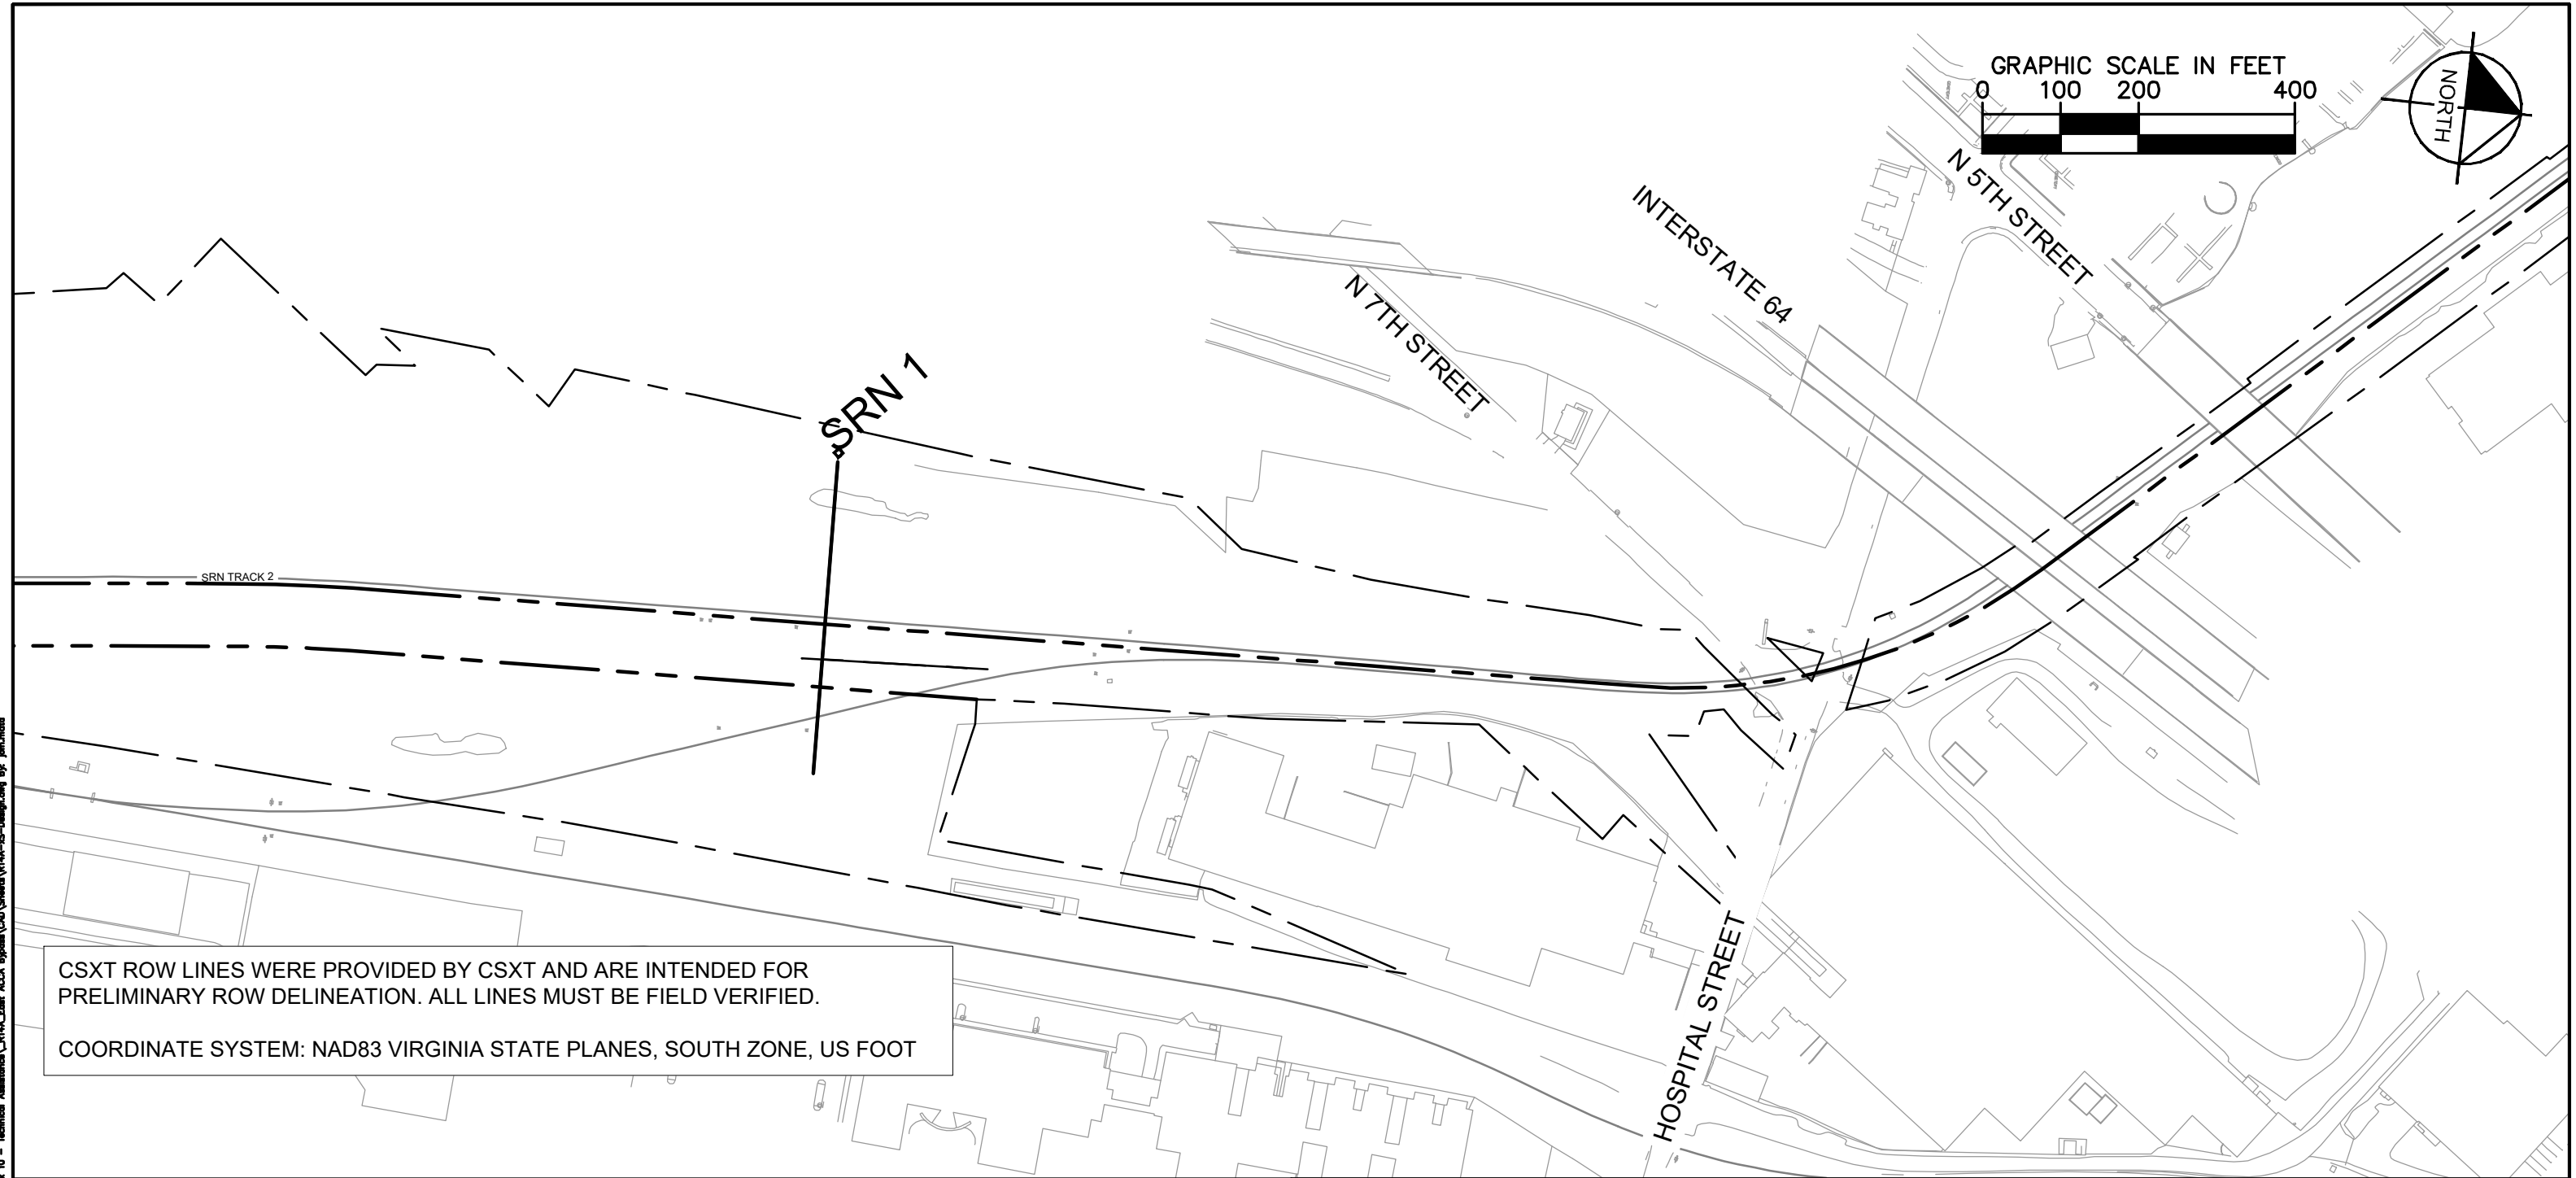 GRAPHIC SCALE IN FEET
0 100 200 400
NORTH
N 5TH STREET
INTERSTATE 64
N 7TH STREET
SRN 1
SRN TRACK 2
HOSPITAL STREET
CSXT ROW LINES WERE PROVIDED BY CSXT AND ARE INTENDED FOR
PRELIMINARY ROW DELINEATION. ALL LINES MUST BE FIELD VERIFIED.
COORDINATE SYSTEM: NAD83 VIRGINIA STATE PLANES, SOUTH ZONE, US FOOT